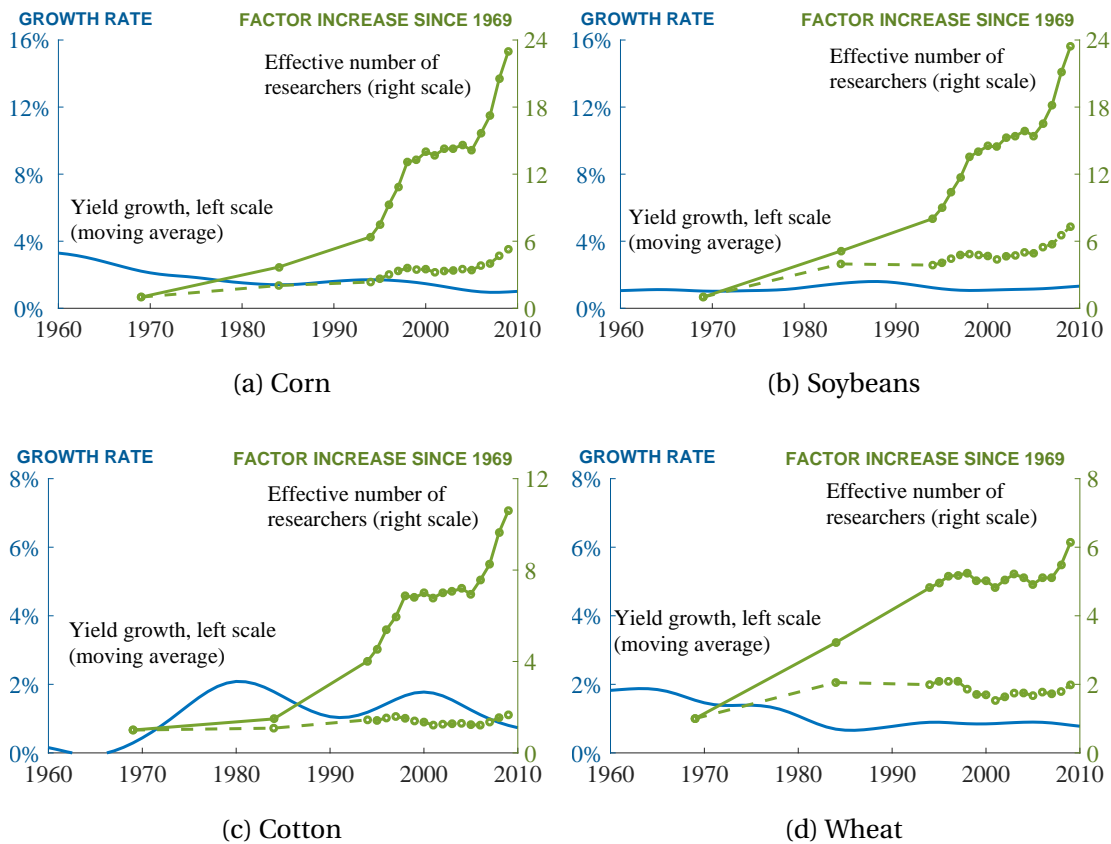 GROWTH RATE
FACTOR INCREASE SINCE 1969
16%
12%
8%
4%
0%
24
18
12
6
0
Effective number of
researchers (right scale)
Yield growth, left scale
(moving average)
1960 1970 1980 1990 2000 2010
(a) Corn
GROWTH RATE
FACTOR INCREASE SINCE 1969
16%
12%
8%
4%
0%
24
18
12
6
0
Effective number of
researchers (right scale)
Yield growth, left scale
(moving average)
1960 1970 1980 1990 2000 2010
(b) Soybeans
GROWTH RATE
FACTOR INCREASE SINCE 1969
8%
6%
4%
2%
0%
12
8
4
0
Effective number of
researchers (right scale)
Yield growth, left scale
(moving average)
1960 1970 1980 1990 2000 2010
(c) Cotton
GROWTH RATE
FACTOR INCREASE SINCE 1969
8%
6%
4%
2%
0%
8
6
4
2
0
Effective number of
researchers (right scale)
Yield growth, left scale
(moving average)
1960 1970 1980 1990 2000 2010
(d) Wheat